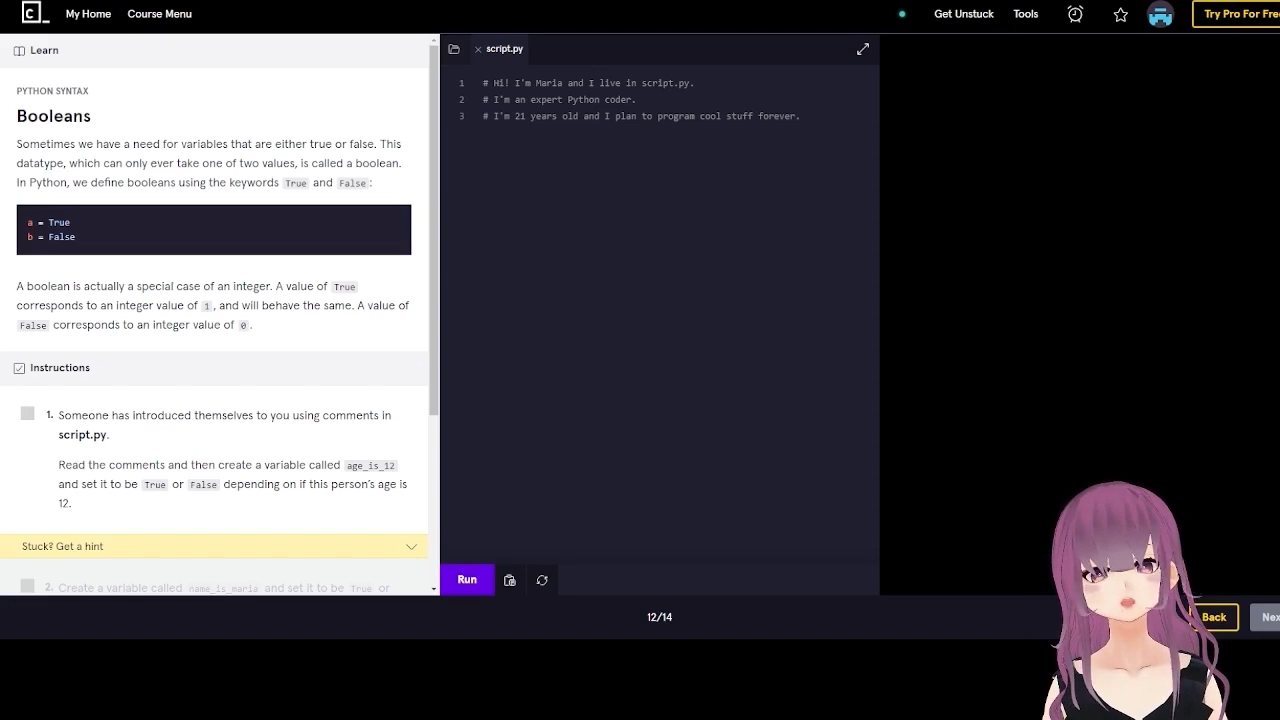 C_
My Home Course Menu Get Unstuck Tools Try Pro For Free
Learn
PYTHON SYNTAX
Booleans
Sometimes we have a need for variables that are either true or false. This
datatype, which can only ever take one of two values, is called a boolean.
In Python, we define booleans using the keywords True and False:
a = True
b = False
A boolean is actually a special case of an integer. A value of True
corresponds to an integer value of 1, and will behave the same. A value of
False corresponds to an integer value of 0.
Instructions
1. Someone has introduced themselves to you using comments in
script.py.
Read the comments and then create a variable called age_is_12
and set it to be True or False depending on if this person's age is
12.
Stuck? Get a hint
2. Create a variable called name_is_maria and set it to be True or
script.py
1 # Hi! I'm Maria and I live in script.py.
2 # I'm an expert Python coder.
3 # I'm 21 years old and I plan to program cool stuff forever.
Run
12/14
Back
Nex